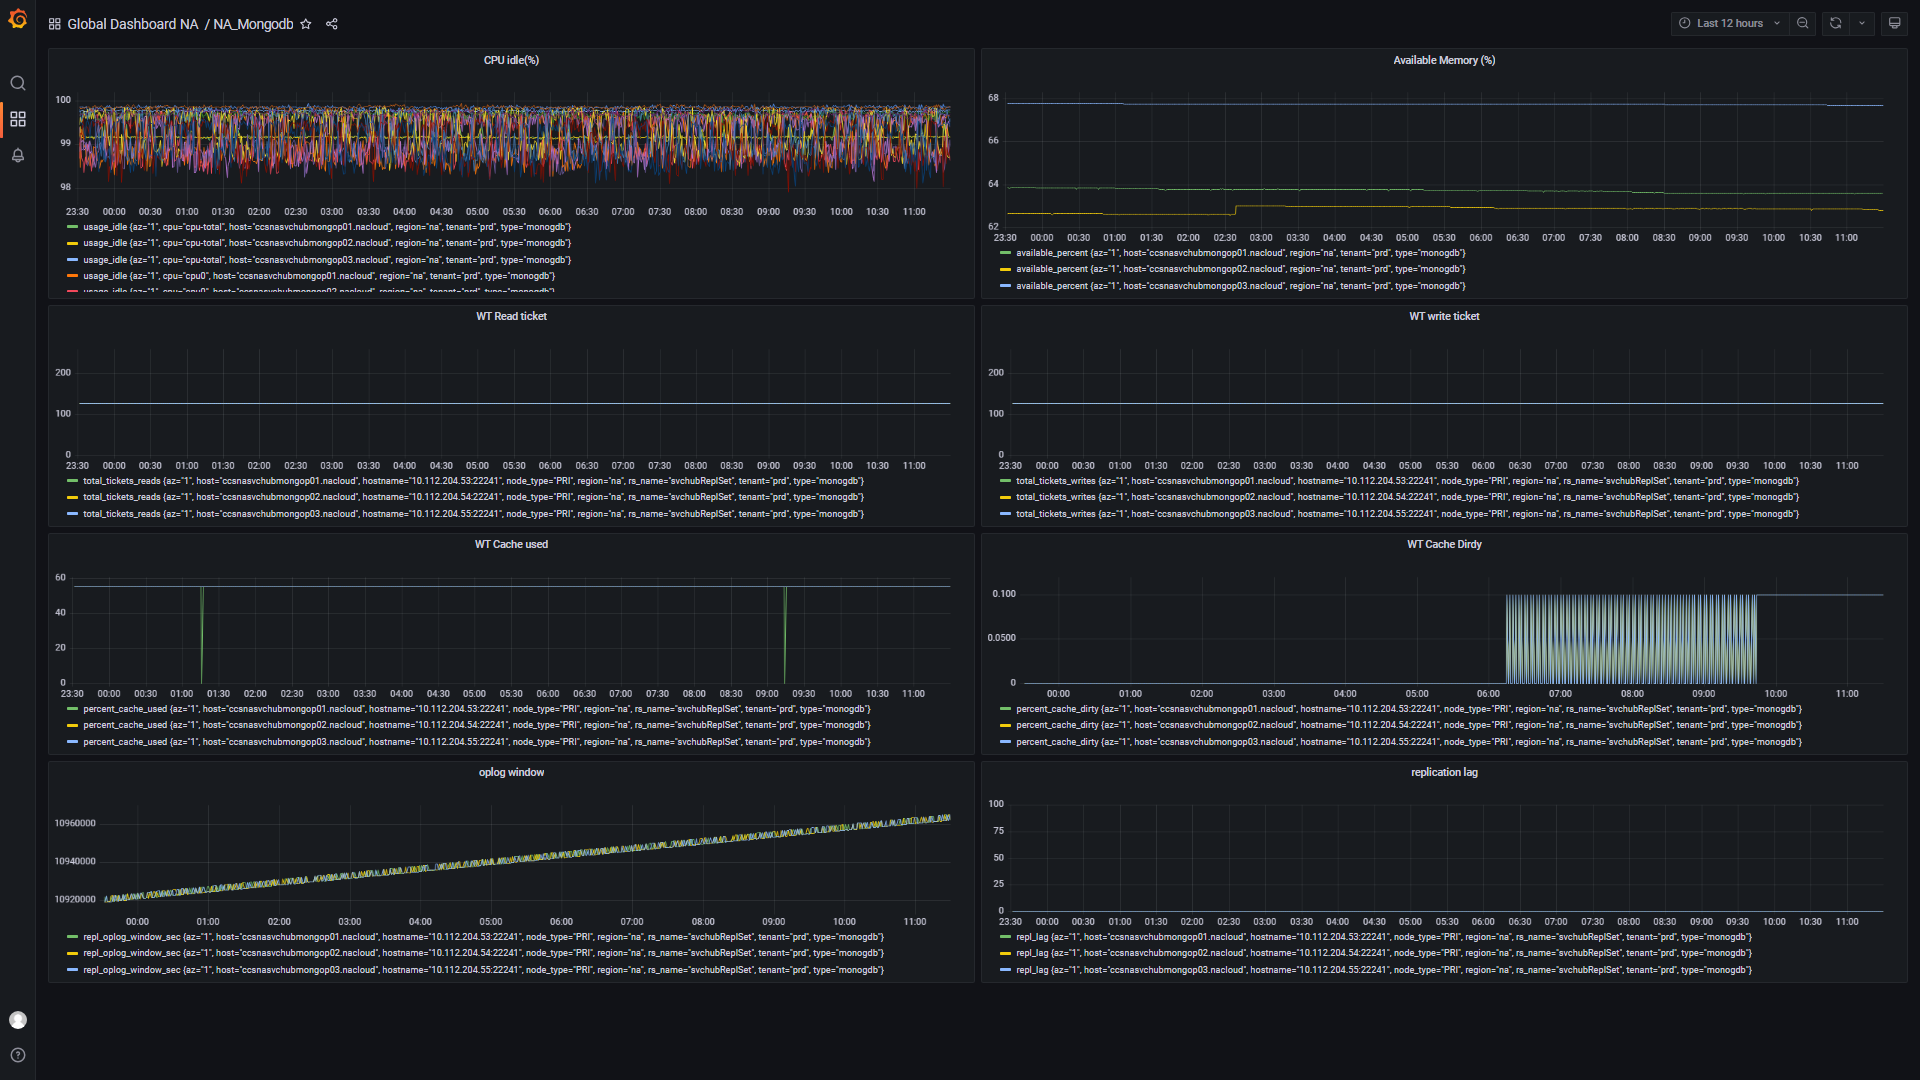 Global Dashboard NA / NA_Mongodb
Last 12 hours
CPU idle(%)
100
99
98
23:30 00:00 00:30 01:00 01:30 02:00 02:30 03:00 03:30 04:00 04:30 05:00 05:30 06:00 06:30 07:00 07:30 08:00 08:30 09:00 09:30 10:00 10:30 11:00
usage_idle {az="1", cpu="cpu-total", host="ccsnasvchubmongop01.nacloud", region="na", tenant="prd", type="monogdb"}
usage_idle {az="1", cpu="cpu-total", host="ccsnasvchubmongop02.nacloud", region="na", tenant="prd", type="monogdb"}
usage_idle {az="1", cpu="cpu-total", host="ccsnasvchubmongop03.nacloud", region="na", tenant="prd", type="monogdb"}
usage_idle {az="1", cpu="cpu0", host="ccsnasvchubmongop01.nacloud", region="na", tenant="prd", type="monogdb"}
usage_idle {az="1", cpu="cpu0", host="ccsnasvchubmongop02.nacloud", region="na", tenant="prd", type="monogdb"}
Available Memory (%)
68
66
64
62
23:30 00:00 00:30 01:00 01:30 02:00 02:30 03:00 03:30 04:00 04:30 05:00 05:30 06:00 06:30 07:00 07:30 08:00 08:30 09:00 09:30 10:00 10:30 11:00
available_percent {az="1", host="ccsnasvchubmongop01.nacloud", region="na", tenant="prd", type="monogdb"}
available_percent {az="1", host="ccsnasvchubmongop02.nacloud", region="na", tenant="prd", type="monogdb"}
available_percent {az="1", host="ccsnasvchubmongop03.nacloud", region="na", tenant="prd", type="monogdb"}
WT Read ticket
200
100
0
23:30 00:00 00:30 01:00 01:30 02:00 02:30 03:00 03:30 04:00 04:30 05:00 05:30 06:00 06:30 07:00 07:30 08:00 08:30 09:00 09:30 10:00 10:30 11:00
total_tickets_reads {az="1", host="ccsnasvchubmongop01.nacloud", hostname="10.112.204.53:22241", node_type="PRI", region="na", rs_name="svchubReplSet", tenant="prd", type="monogdb"}
total_tickets_reads {az="1", host="ccsnasvchubmongop02.nacloud", hostname="10.112.204.54:22241", node_type="PRI", region="na", rs_name="svchubReplSet", tenant="prd", type="monogdb"}
total_tickets_reads {az="1", host="ccsnasvchubmongop03.nacloud", hostname="10.112.204.55:22241", node_type="PRI", region="na", rs_name="svchubReplSet", tenant="prd", type="monogdb"}
WT write ticket
200
100
0
23:30 00:00 00:30 01:00 01:30 02:00 02:30 03:00 03:30 04:00 04:30 05:00 05:30 06:00 06:30 07:00 07:30 08:00 08:30 09:00 09:30 10:00 10:30 11:00
total_tickets_writes {az="1", host="ccsnasvchubmongop01.nacloud", hostname="10.112.204.53:22241", node_type="PRI", region="na", rs_name="svchubReplSet", tenant="prd", type="monogdb"}
total_tickets_writes {az="1", host="ccsnasvchubmongop02.nacloud", hostname="10.112.204.54:22241", node_type="PRI", region="na", rs_name="svchubReplSet", tenant="prd", type="monogdb"}
total_tickets_writes {az="1", host="ccsnasvchubmongop03.nacloud", hostname="10.112.204.55:22241", node_type="PRI", region="na", rs_name="svchubReplSet", tenant="prd", type="monogdb"}
WT Cache used
60
40
20
0
23:30 00:00 00:30 01:00 01:30 02:00 02:30 03:00 03:30 04:00 04:30 05:00 05:30 06:00 06:30 07:00 07:30 08:00 08:30 09:00 09:30 10:00 10:30 11:00
percent_cache_used {az="1", host="ccsnasvchubmongop01.nacloud", hostname="10.112.204.53:22241", node_type="PRI", region="na", rs_name="svchubReplSet", tenant="prd", type="monogdb"}
percent_cache_used {az="1", host="ccsnasvchubmongop02.nacloud", hostname="10.112.204.54:22241", node_type="PRI", region="na", rs_name="svchubReplSet", tenant="prd", type="monogdb"}
percent_cache_used {az="1", host="ccsnasvchubmongop03.nacloud", hostname="10.112.204.55:22241", node_type="PRI", region="na", rs_name="svchubReplSet", tenant="prd", type="monogdb"}
WT Cache Dirdy
0.100
0.0500
0
00:00 01:00 02:00 03:00 04:00 05:00 06:00 07:00 08:00 09:00 10:00 11:00
percent_cache_dirty {az="1", host="ccsnasvchubmongop01.nacloud", hostname="10.112.204.53:22241", node_type="PRI", region="na", rs_name="svchubReplSet", tenant="prd", type="monogdb"}
percent_cache_dirty {az="1", host="ccsnasvchubmongop02.nacloud", hostname="10.112.204.54:22241", node_type="PRI", region="na", rs_name="svchubReplSet", tenant="prd", type="monogdb"}
percent_cache_dirty {az="1", host="ccsnasvchubmongop03.nacloud", hostname="10.112.204.55:22241", node_type="PRI", region="na", rs_name="svchubReplSet", tenant="prd", type="monogdb"}
oplog window
10960000
10940000
10920000
00:00 01:00 02:00 03:00 04:00 05:00 06:00 07:00 08:00 09:00 10:00 11:00
repl_oplog_window_sec {az="1", host="ccsnasvchubmongop01.nacloud", hostname="10.112.204.53:22241", node_type="PRI", region="na", rs_name="svchubReplSet", tenant="prd", type="monogdb"}
repl_oplog_window_sec {az="1", host="ccsnasvchubmongop02.nacloud", hostname="10.112.204.54:22241", node_type="PRI", region="na", rs_name="svchubReplSet", tenant="prd", type="monogdb"}
repl_oplog_window_sec {az="1", host="ccsnasvchubmongop03.nacloud", hostname="10.112.204.55:22241", node_type="PRI", region="na", rs_name="svchubReplSet", tenant="prd", type="monogdb"}
replication lag
100
75
50
25
0
23:30 00:00 00:30 01:00 01:30 02:00 02:30 03:00 03:30 04:00 04:30 05:00 05:30 06:00 06:30 07:00 07:30 08:00 08:30 09:00 09:30 10:00 10:30 11:00
repl_lag {az="1", host="ccsnasvchubmongop01.nacloud", hostname="10.112.204.53:22241", node_type="PRI", region="na", rs_name="svchubReplSet", tenant="prd", type="monogdb"}
repl_lag {az="1", host="ccsnasvchubmongop02.nacloud", hostname="10.112.204.54:22241", node_type="PRI", region="na", rs_name="svchubReplSet", tenant="prd", type="monogdb"}
repl_lag {az="1", host="ccsnasvchubmongop03.nacloud", hostname="10.112.204.55:22241", node_type="PRI", region="na", rs_name="svchubReplSet", tenant="prd", type="monogdb"}